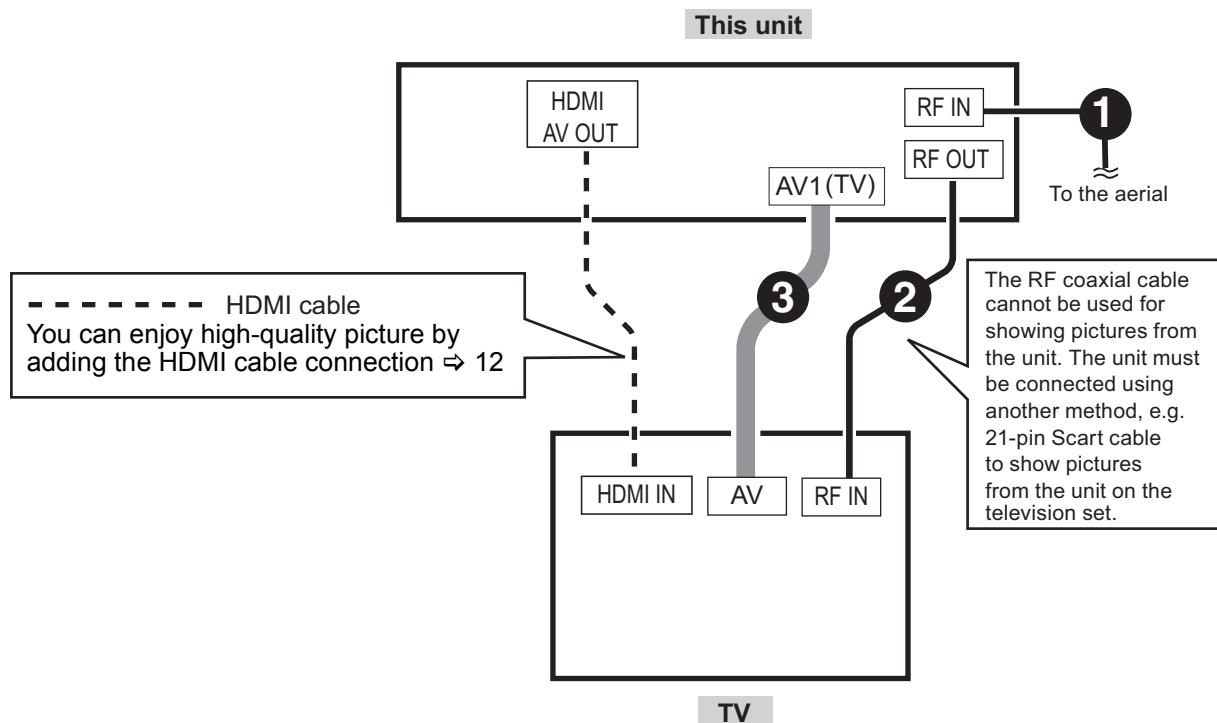 This unit
HDMI
AV OUT
RF IN
1
RF OUT
To the aerial
AV1(TV)
HDMI cable
You can enjoy high-quality picture by
adding the HDMI cable connection ⇨ 12
3
2
The RF coaxial cable
cannot be used for
showing pictures from
the unit. The unit must
be connected using
another method, e.g.
21-pin Scart cable
to show pictures
from the unit on the
television set.
HDMI IN
AV
RF IN
TV